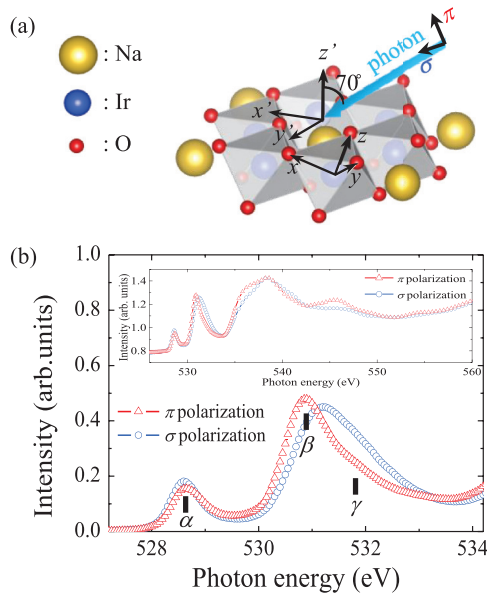 (a)
: Na
: Ir
: O
z'
70°
photon
π
σ
x'
y'
z
x
y
(b)
Intensity (arb.units)
1.0
0.8
0.6
0.4
0.2
0.0
528
530
532
534
Photon energy (eV)
π polarization
σ polarization
α
β
γ
Intensity (arb. units)
1.4
1.2
1.0
0.8
530
540
550
560
Photon energy (eV)
π polarization
σ polarization